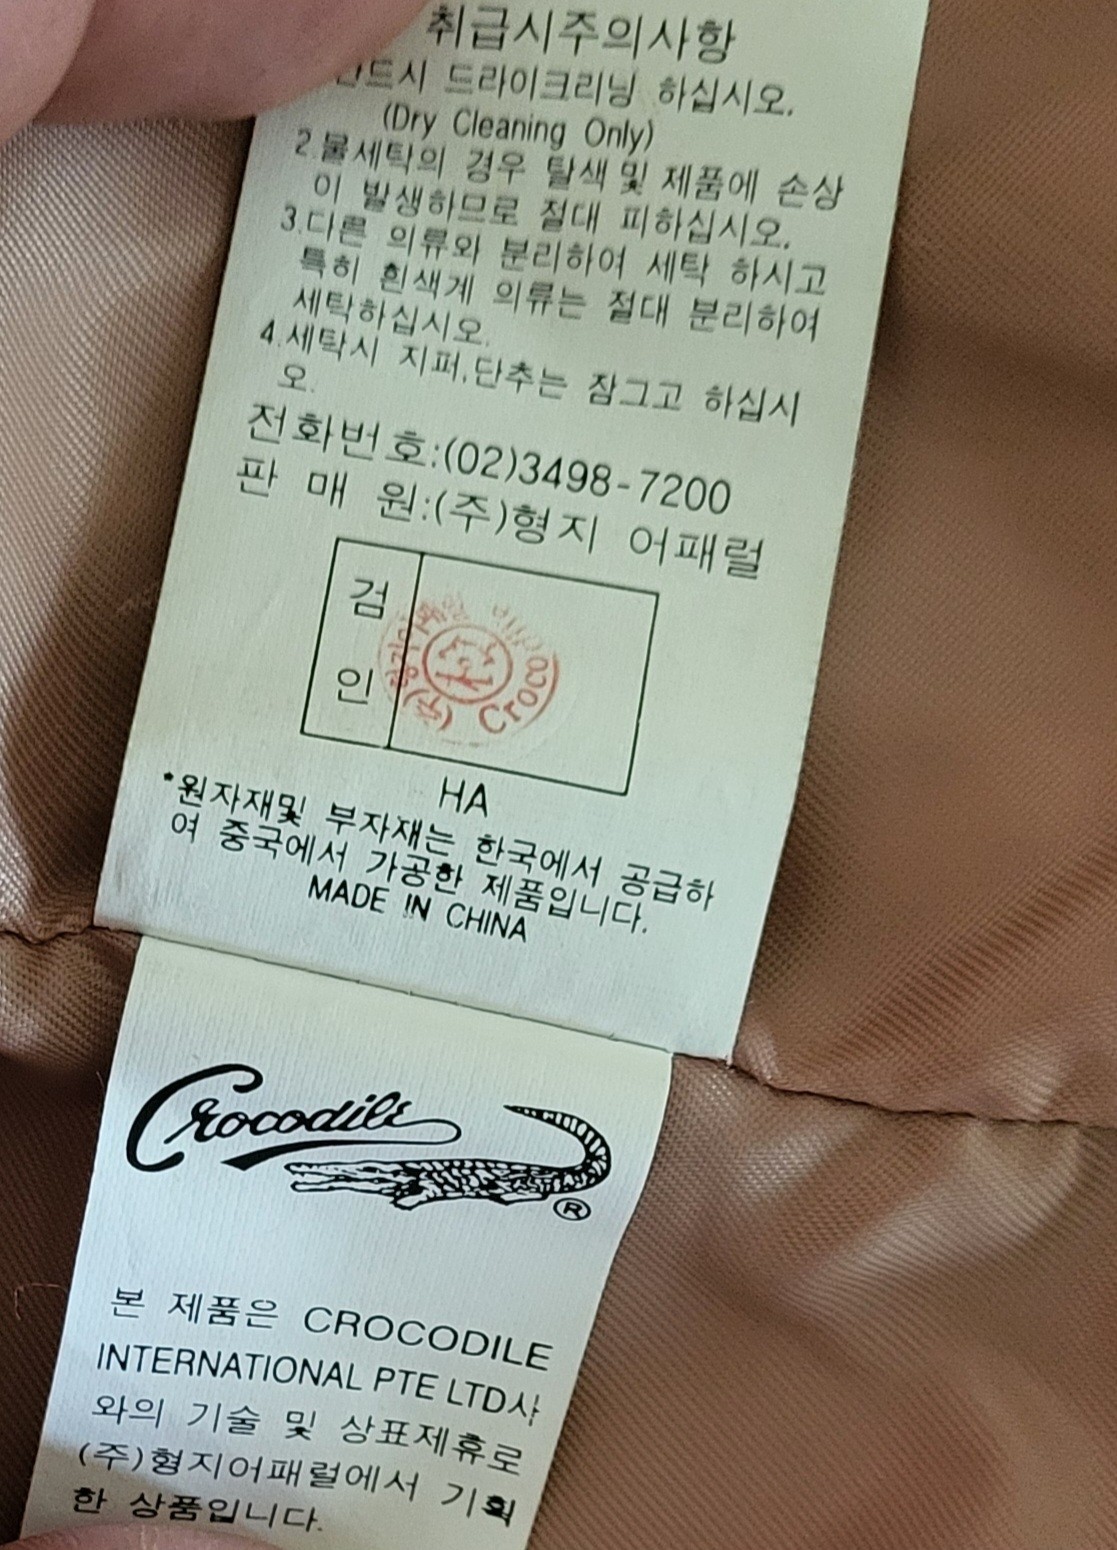 취급시주의사항
드시 드라이크리닝 하십시오.
(Dry Cleaning Only)
2.물세탁의 경우 탈색및 제품에 손상
이 발생하므로 절대 피하십시오.
3.다른 의류와 분리하여 세탁 하시고
특히 흰색계 의류는 절대 분리하여
세탁하십시오.
4.세탁시 지퍼,단추는 잠그고 하십시
오.
전화번호:(02)3498-7200
판 매 원:(주)형지 어패럴
검
인
(주)
Croco
HA
*원자재및 부자재는 한국에서 공급하
여 중국에서 가공한 제품입니다.
MADE IN CHINA
Crocodile
®
본 제품은 CROCODILE
INTERNATIONAL PTE LTD사
와의 기술 및 상표제휴로
(주)형지어패럴에서 기획
한 상품입니다.